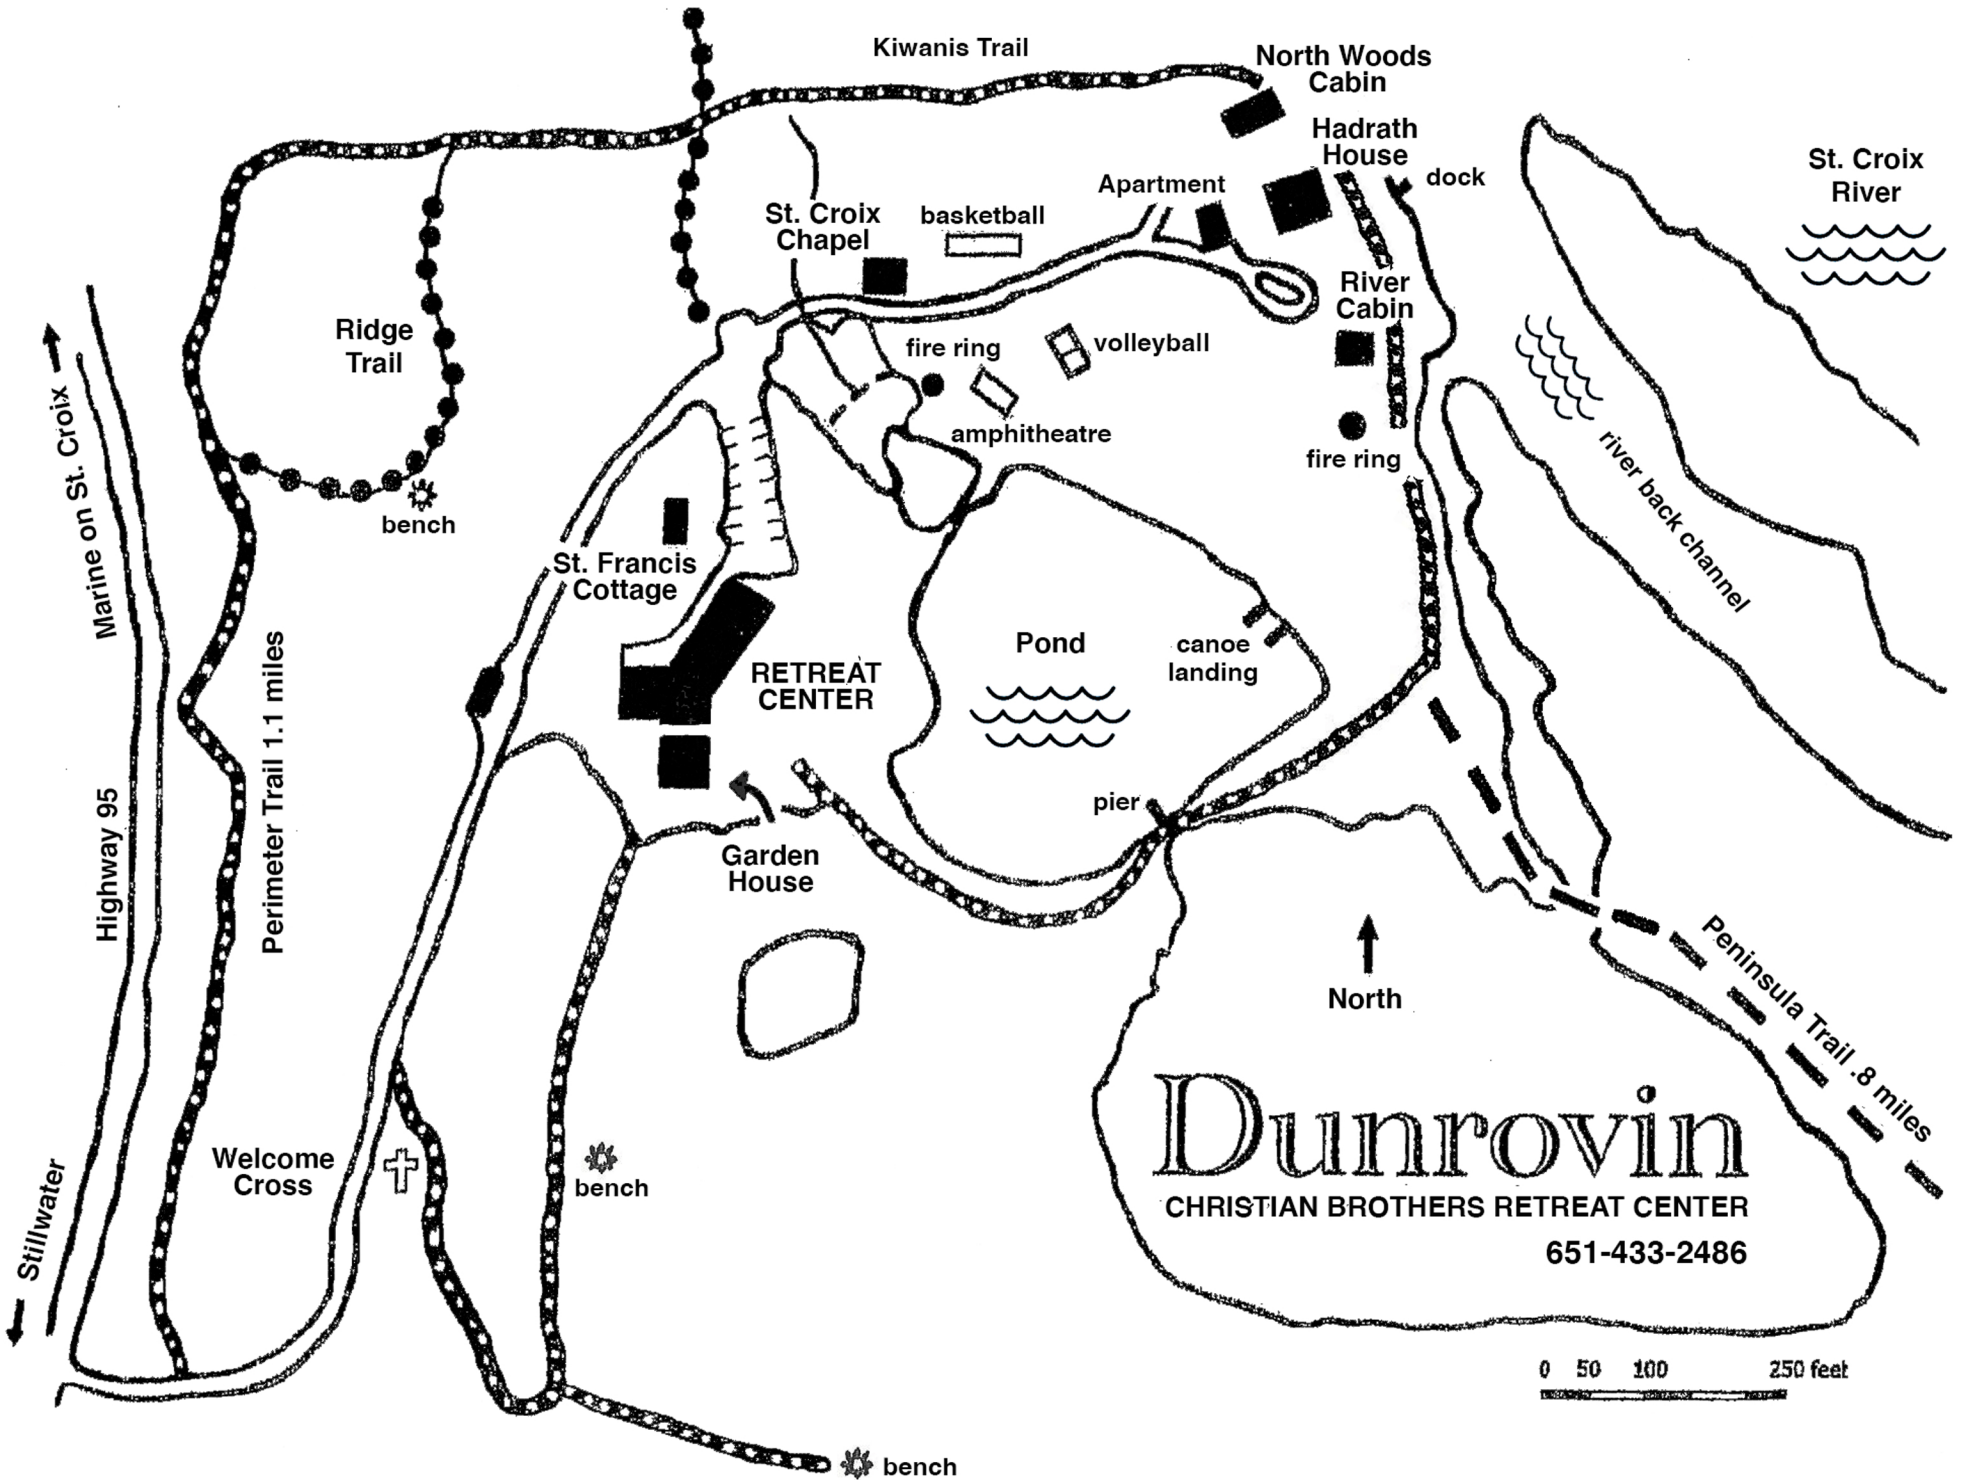 Kiwanis Trail
North Woods
Cabin
Hadrath
House
dock
St. Croix
River
Apartment
St. Croix
Chapel
basketball
River
Cabin
Ridge
Trail
fire ring
volleyball
amphitheatre
fire ring
bench
Marine on St. Croix
river back channel
St. Francis
Cottage
Pond
canoe
landing
RETREAT
CENTER
Perimeter Trail 1.1 miles
Highway 95
pier
Garden
House
North
Peninsula Trail .8 miles
Welcome
Cross
bench
Stillwater
Dunrovin
CHRISTIAN BROTHERS RETREAT CENTER
651-433-2486
0 50 100 250 feet
bench